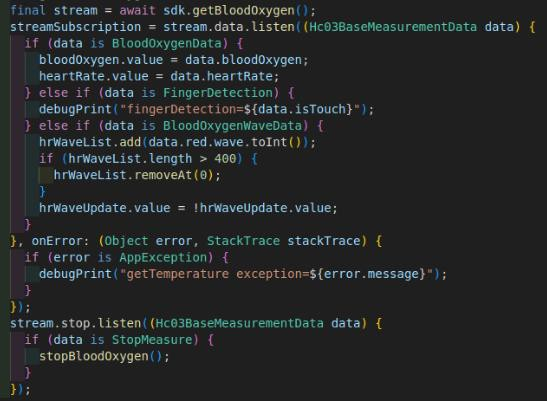 final stream = await sdk.getBloodOxygen();
streamSubscription = stream.data.listen((Hc03BaseMeasurementData data) {
  if (data is BloodOxygenData) {
    bloodOxygen.value = data.bloodOxygen;
    heartRate.value = data.heartRate;
  } else if (data is FingerDetection) {
    debugPrint("fingerDetection=${data.isTouch}");
  } else if (data is BloodOxygenWaveData) {
    hrWaveList.add(data.red.wave.toInt());
    if (hrWaveList.length > 400) {
      hrWaveList.removeAt(0);
    }
    hrWaveUpdate.value = !hrWaveUpdate.value;
  }
}, onError: (Object error, StackTrace stackTrace) {
  if (error is AppException) {
    debugPrint("getTemperature exception=${error.message}");
  }
});
stream.stop.listen((Hc03BaseMeasurementData data) {
  if (data is StopMeasure) {
    stopBloodOxygen();
  }
});